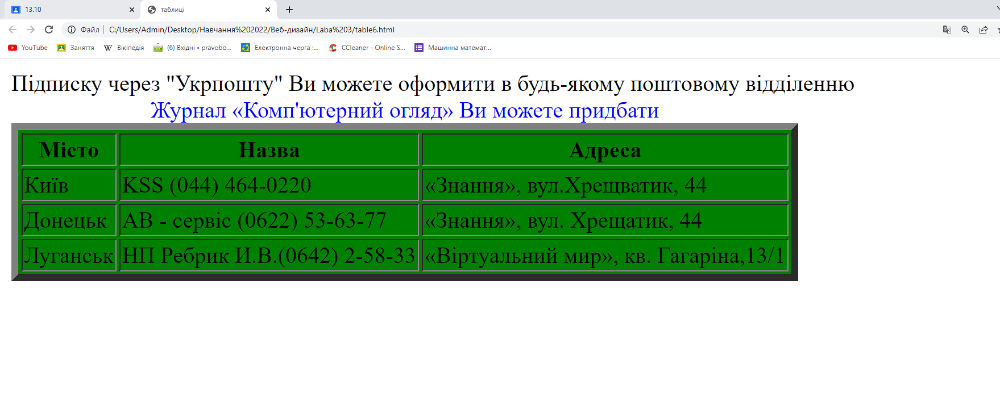 13.10
таблиці
Файл
C:/Users/Admin/Desktop/Навчання%202022/Веб-дизайн/Laba%203/table6.html
YouTube
Заняття
W Вікіпедія
(6) Вхідні • pravobo...
Електронна черга :...
CCleaner - Online S...
Машинна математ...
Підписку через "Укрпошту" Ви можете оформити в будь-якому поштовому відділенню
Журнал «Комп'ютерний огляд» Ви можете придбати
Місто Назва Адреса
Київ KSS (044) 464-0220 «Знання», вул.Хрещватик, 44
Донецьк АВ - сервіс (0622) 53-63-77 «Знання», вул. Хрещатик, 44
Луганськ НП Ребрик И.В.(0642) 2-58-33 «Віртуальний мир», кв. Гагаріна,13/1